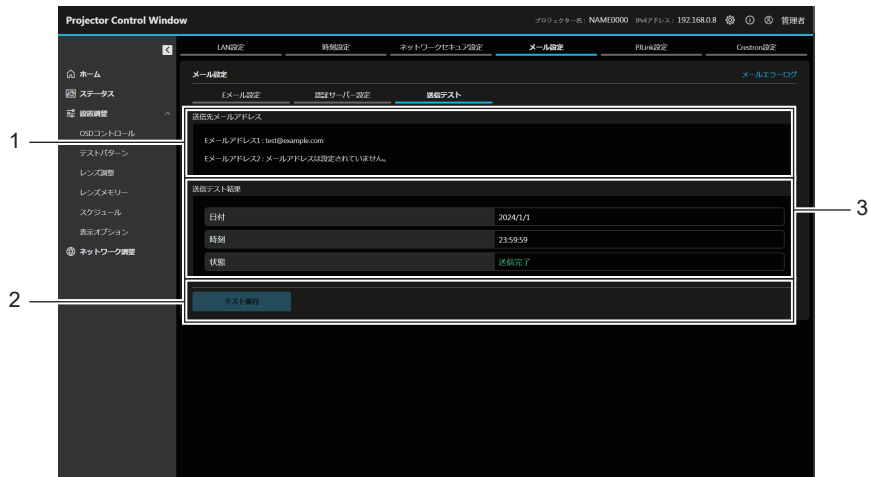 Projector Control Window
プロジェクター名: NAME0000 IPv4アドレス: 192.168.0.8 管理者
LAN設定 時刻設定 ネットワークセキュア設定 メール設定 PJLink設定 Crestron設定
ホーム
ステータス
設置調整
OSDコントロール
テストパターン
レンズ調整
レンズメモリー
スケジュール
表示オプション
ネットワーク調整
メール設定 メールエラーログ
Eメール設定 認証サーバー設定 送信テスト
1
送信先メールアドレス
Eメールアドレス1 : test@example.com
Eメールアドレス2 : メールアドレスは設定されていません。
3
送信テスト結果
日付 2024/1/1
時刻 23:59:59
状態 送信完了
2
テスト実行